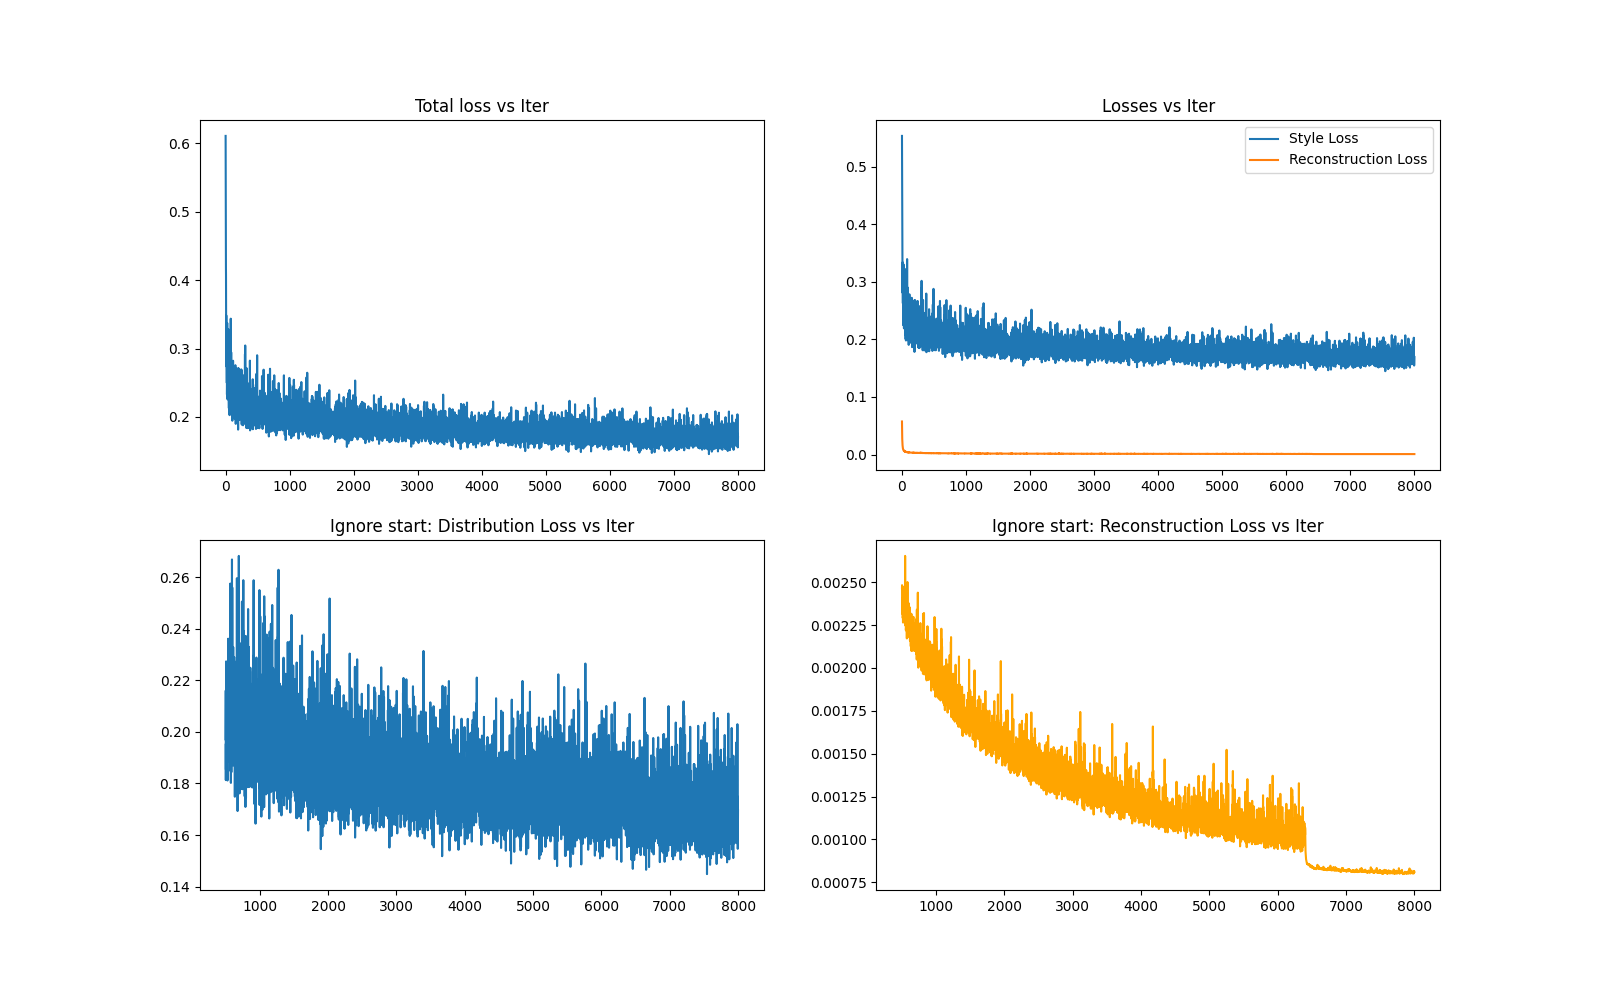 Total loss vs Iter
0.6
0.5
0.4
0.3
0.2
0 1000 2000 3000 4000 5000 6000 7000 8000
Losses vs Iter
Style Loss
Reconstruction Loss
0.5
0.4
0.3
0.2
0.1
0.0
0 1000 2000 3000 4000 5000 6000 7000 8000
Ignore start: Distribution Loss vs Iter
0.26
0.24
0.22
0.20
0.18
0.16
0.14
1000 2000 3000 4000 5000 6000 7000 8000
Ignore start: Reconstruction Loss vs Iter
0.00250
0.00225
0.00200
0.00175
0.00150
0.00125
0.00100
0.00075
1000 2000 3000 4000 5000 6000 7000 8000